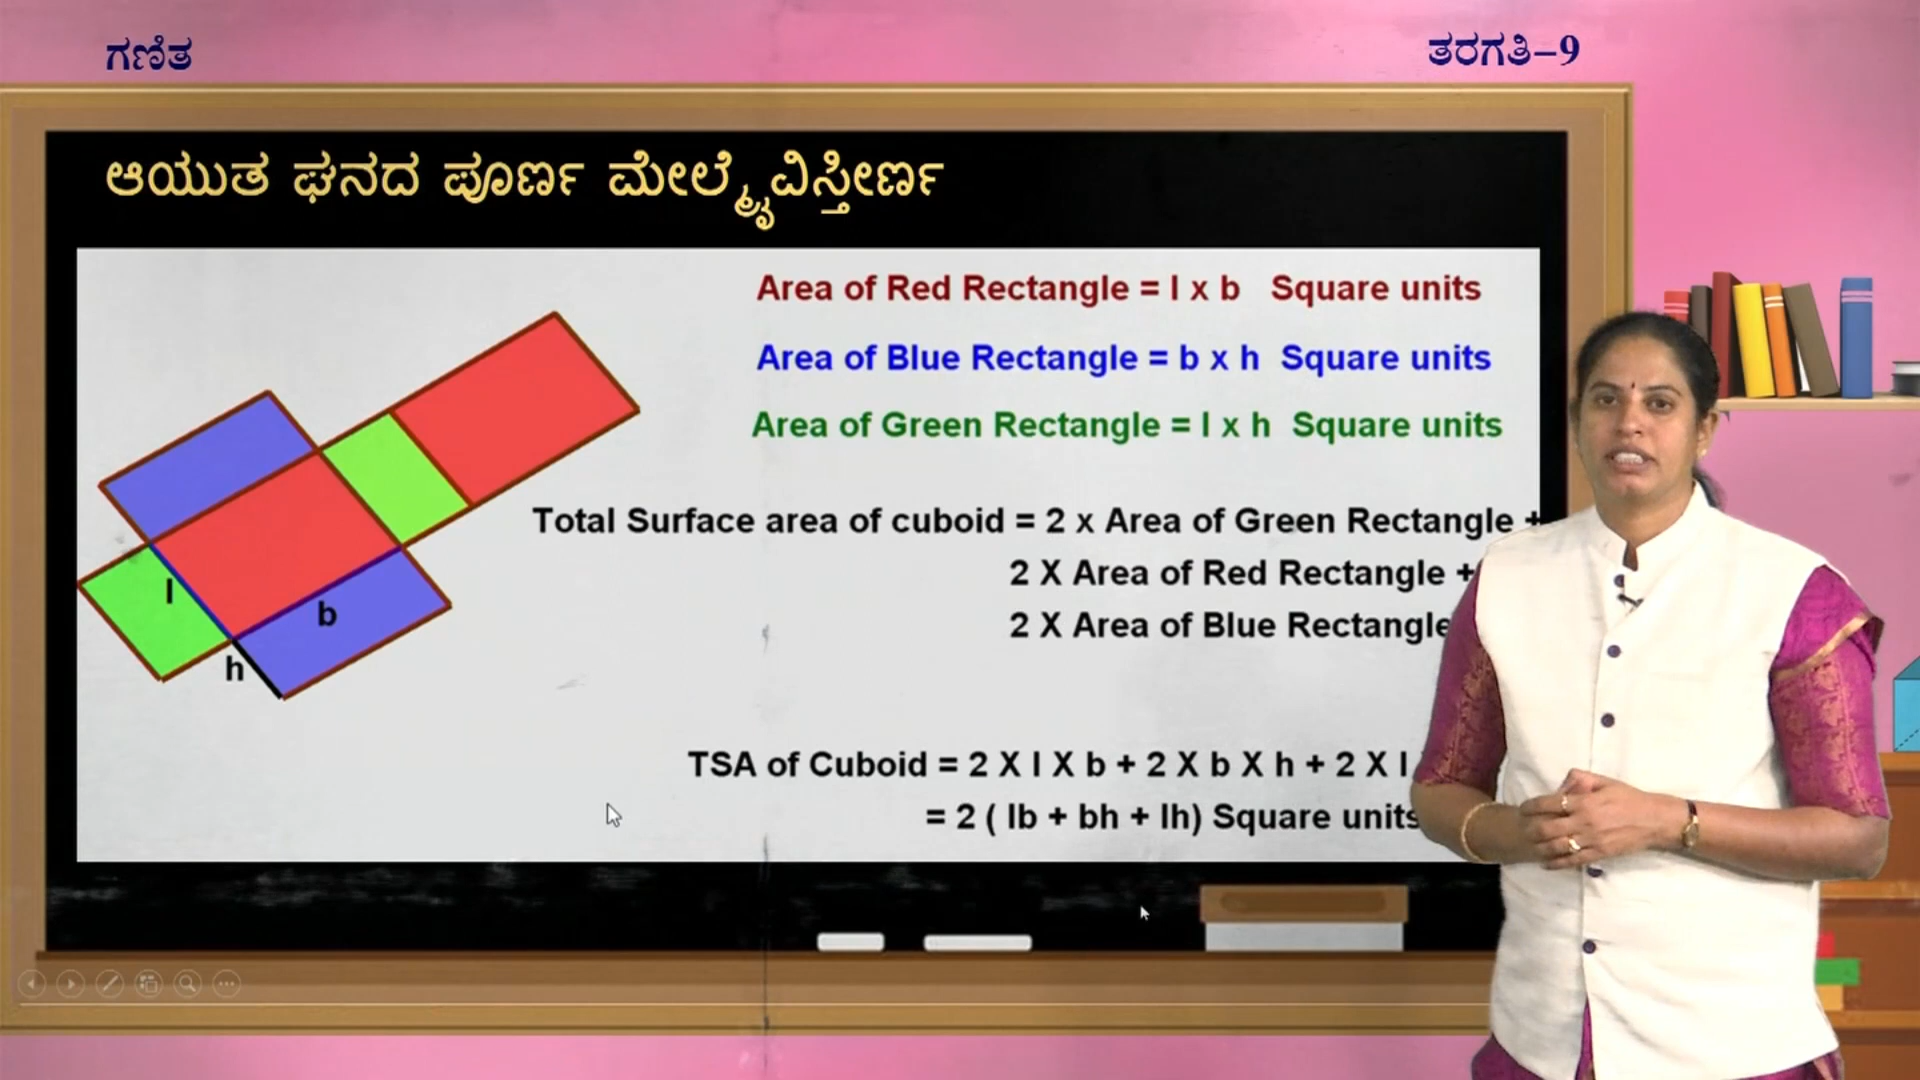 ಗಣಿತ
ತರಗತಿ–9
ಆಯುತ ಘನದ ಪೂರ್ಣ ಮೇಲ್ಮೈವಿಸ್ತೀರ್ಣ
Area of Red Rectangle = l x b Square units
Area of Blue Rectangle = b x h Square units
Area of Green Rectangle = l x h Square units
Total Surface area of cuboid = 2 x Area of Green Rectangle +
2 X Area of Red Rectangle +
2 X Area of Blue Rectangle
l
b
h
TSA of Cuboid = 2 X l X b + 2 X b X h + 2 X l
= 2 ( lb + bh + lh) Square units